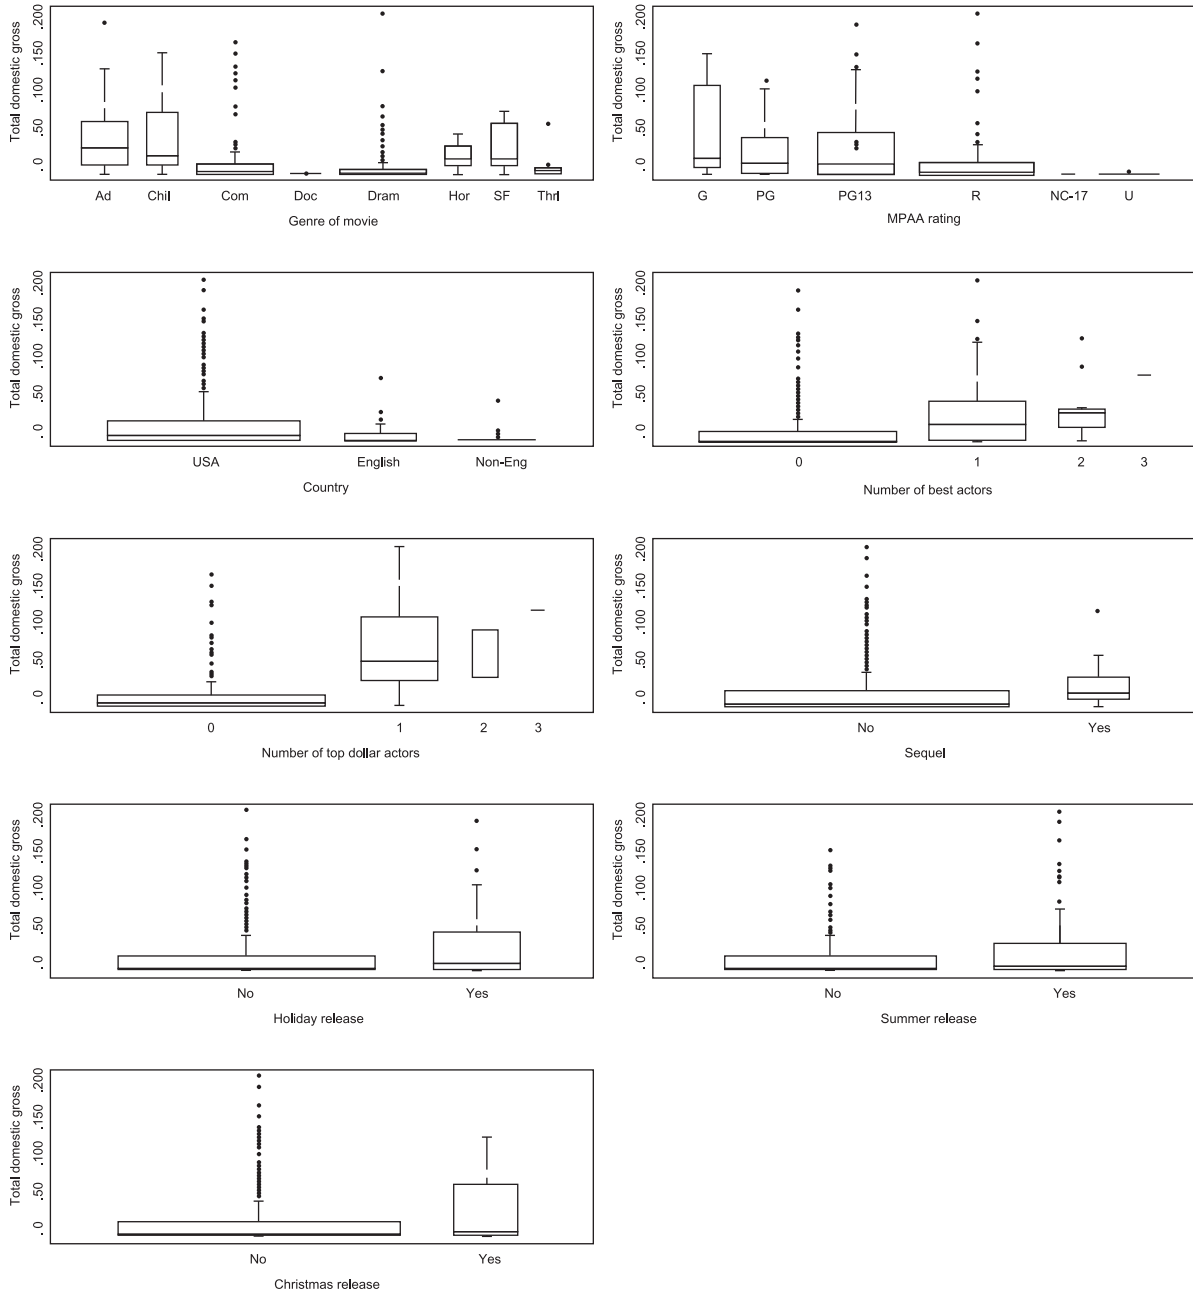 Total domestic gross
.200
.150
.100
.50
.0
Ad Chil Com Doc Dram Hor SF Thrl
Genre of movie
Total domestic gross
.200
.150
.100
.50
.0
G PG PG13 R NC-17 U
MPAA rating
Total domestic gross
.200
.150
.100
.50
.0
USA English Non-Eng
Country
Total domestic gross
.200
.150
.100
.50
.0
0 1 2 3
Number of best actors
Total domestic gross
.200
.150
.100
.50
.0
0 1 2 3
Number of top dollar actors
Total domestic gross
.200
.150
.100
.50
.0
No Yes
Sequel
Total domestic gross
.200
.150
.100
.50
.0
No Yes
Holiday release
Total domestic gross
.200
.150
.100
.50
.0
No Yes
Summer release
Total domestic gross
.200
.150
.100
.50
.0
No Yes
Christmas release